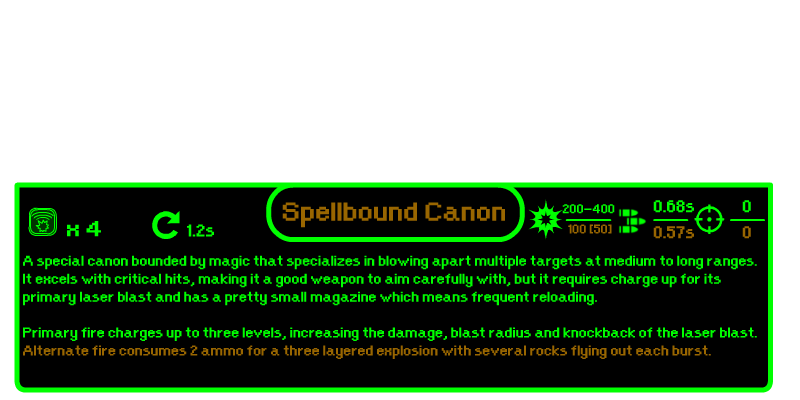 Spellbound Canon
x 4
1.2s
200-400
100 [50]
0.68s
0.57s
0
0
A special canon bounded by magic that specializes in blowing apart multiple targets at medium to long ranges.
It excels with critical hits, making it a good weapon to aim carefully with, but it requires charge up for its
primary laser blast and has a pretty small magazine which means frequent reloading.
Primary fire charges up to three levels, increasing the damage, blast radius and knockback of the laser blast.
Alternate fire consumes 2 ammo for a three layered explosion with several rocks flying out each burst.